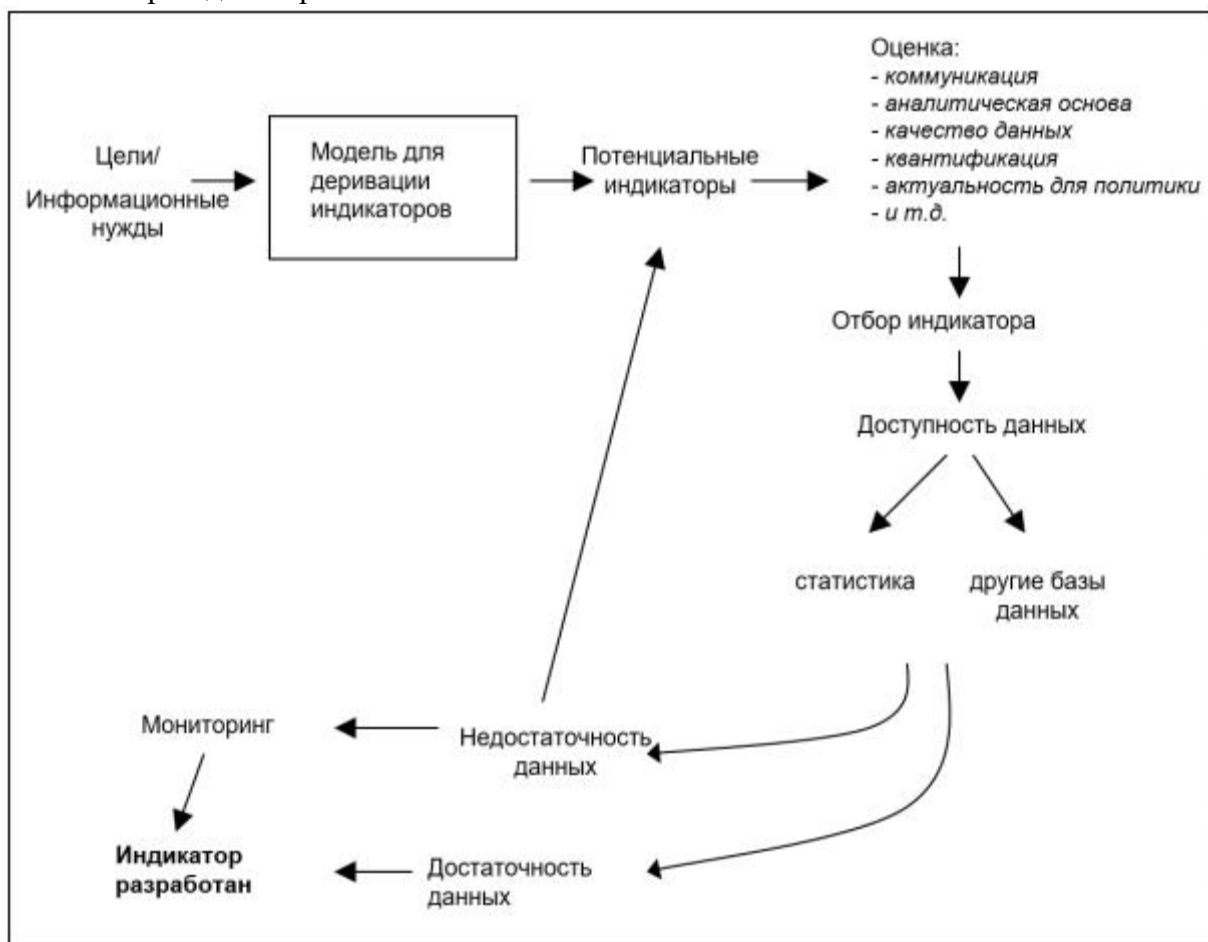 Цели/
Информационные
нужды
Модель для
деривации
индикаторов
Потенциальные
индикаторы
Оценка:
- коммуникация
- аналитическая основа
- качество данных
- квантификация
- актуальность для политики
- и т.д.
Отбор индикатора
Доступность данных
статистика
другие базы
данных
Недостаточность
данных
Мониторинг
Достаточность
данных
Индикатор
разработан